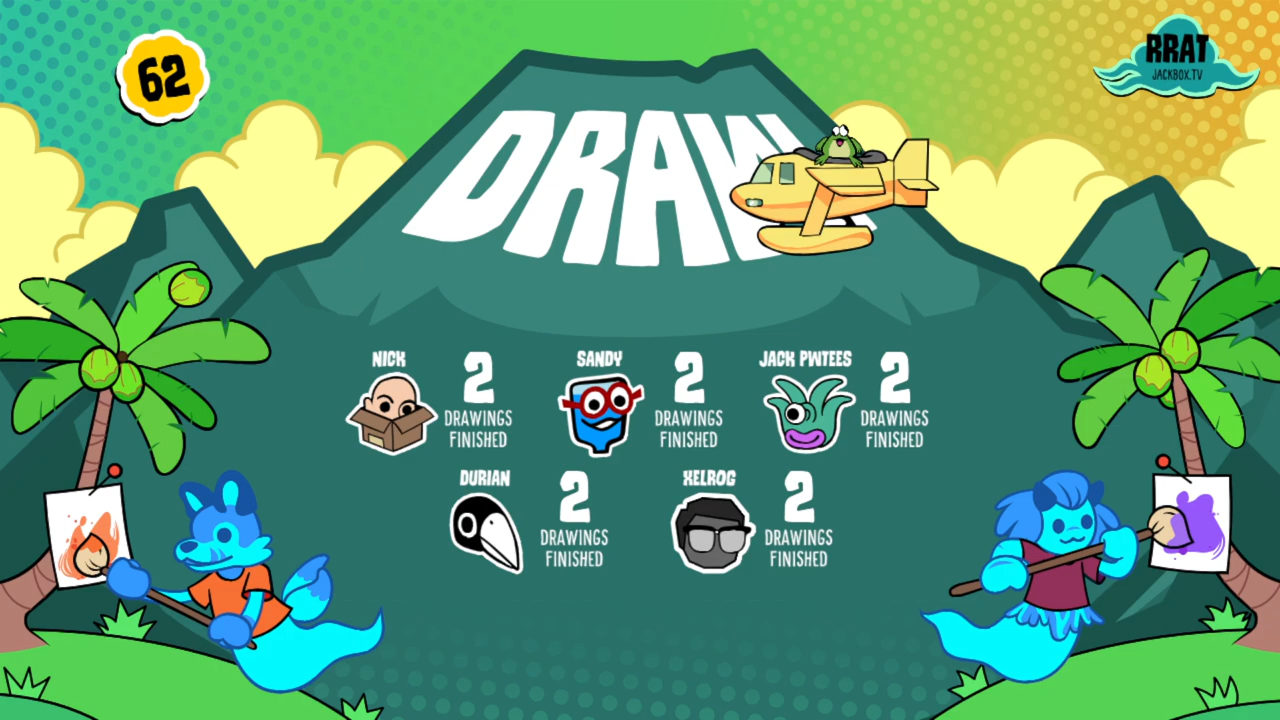 62
RRAT
JACKBOX.TV
DRAW
NICK
2
DRAWINGS
FINISHED
SANDY
2
DRAWINGS
FINISHED
JACK PWTEES
2
DRAWINGS
FINISHED
DURIAN
2
DRAWINGS
FINISHED
XELROG
2
DRAWINGS
FINISHED